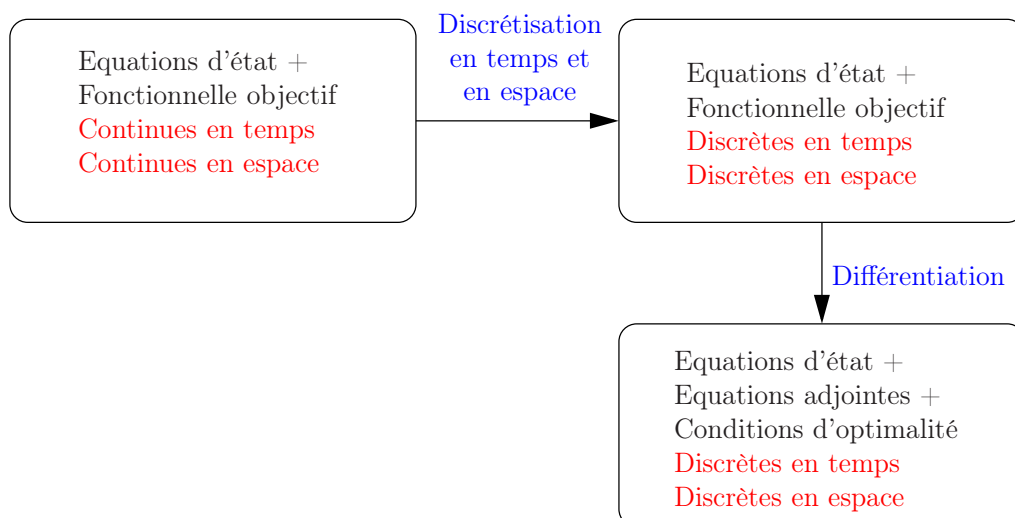 Equations d'état +
Fonctionnelle objectif
Continues en temps
Continues en espace
Discrétisation
en temps et
en espace
Equations d'état +
Fonctionnelle objectif
Discrètes en temps
Discrètes en espace
Différentiation
Equations d'état +
Equations adjointes +
Conditions d'optimalité
Discrètes en temps
Discrètes en espace